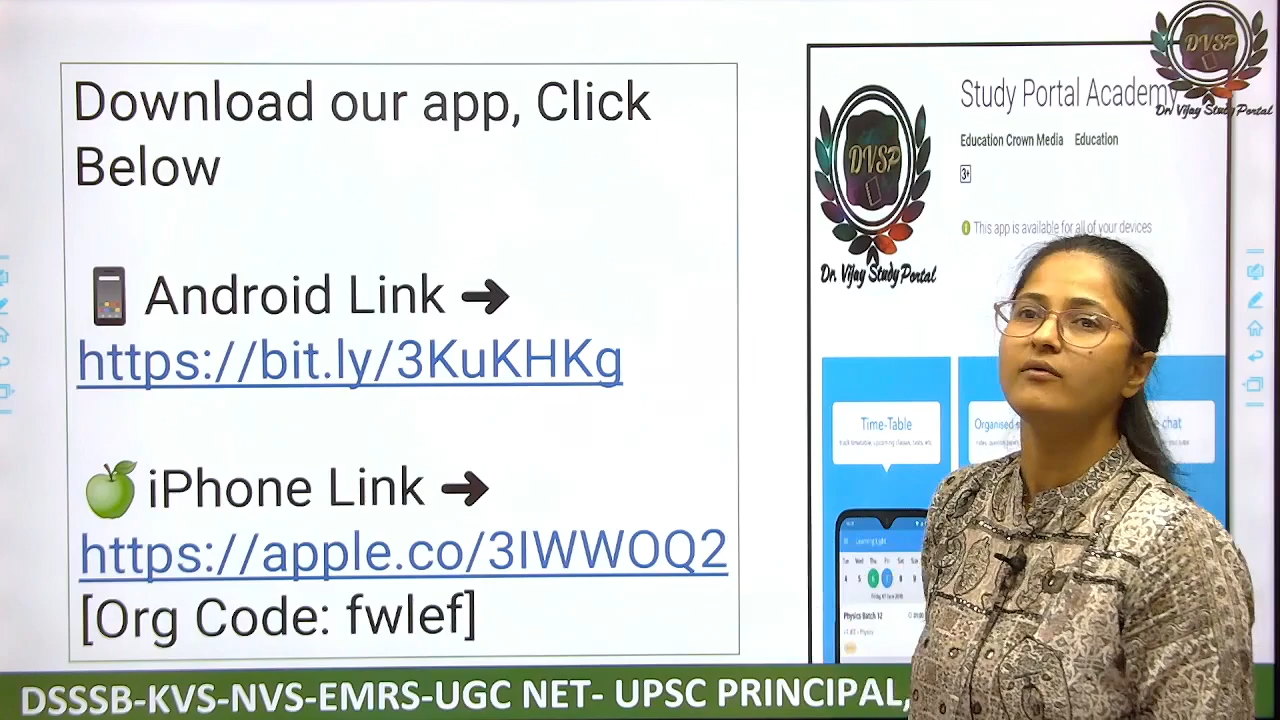 Download our app, Click
Below
Android Link ➔
https://bit.ly/3KuKHKg
iPhone Link ➔
https://apple.co/3IWWOQ2
[Org Code: fwlef]
DVSP
Dr. Vijay Study Portal
Study Portal Academy
Education Crown Media Education
3+
This app is available for all of your devices
DVSP
Dr. Vijay Study Portal
Time-Table
Organised
chat
Physics Batch 12
DSSSB-KVS-NVS-EMRS-UGC NET- UPSC PRINCIPAL,